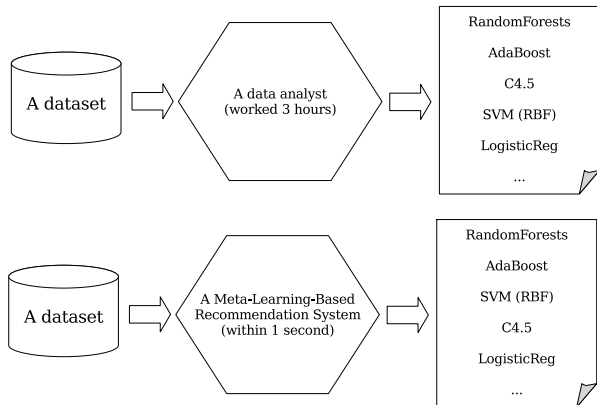 A dataset
A data analyst
(worked 3 hours)
RandomForests
AdaBoost
C4.5
SVM (RBF)
LogisticReg
...
A dataset
A Meta-Learning-Based
Recommendation System
(within 1 second)
RandomForests
AdaBoost
SVM (RBF)
C4.5
LogisticReg
...